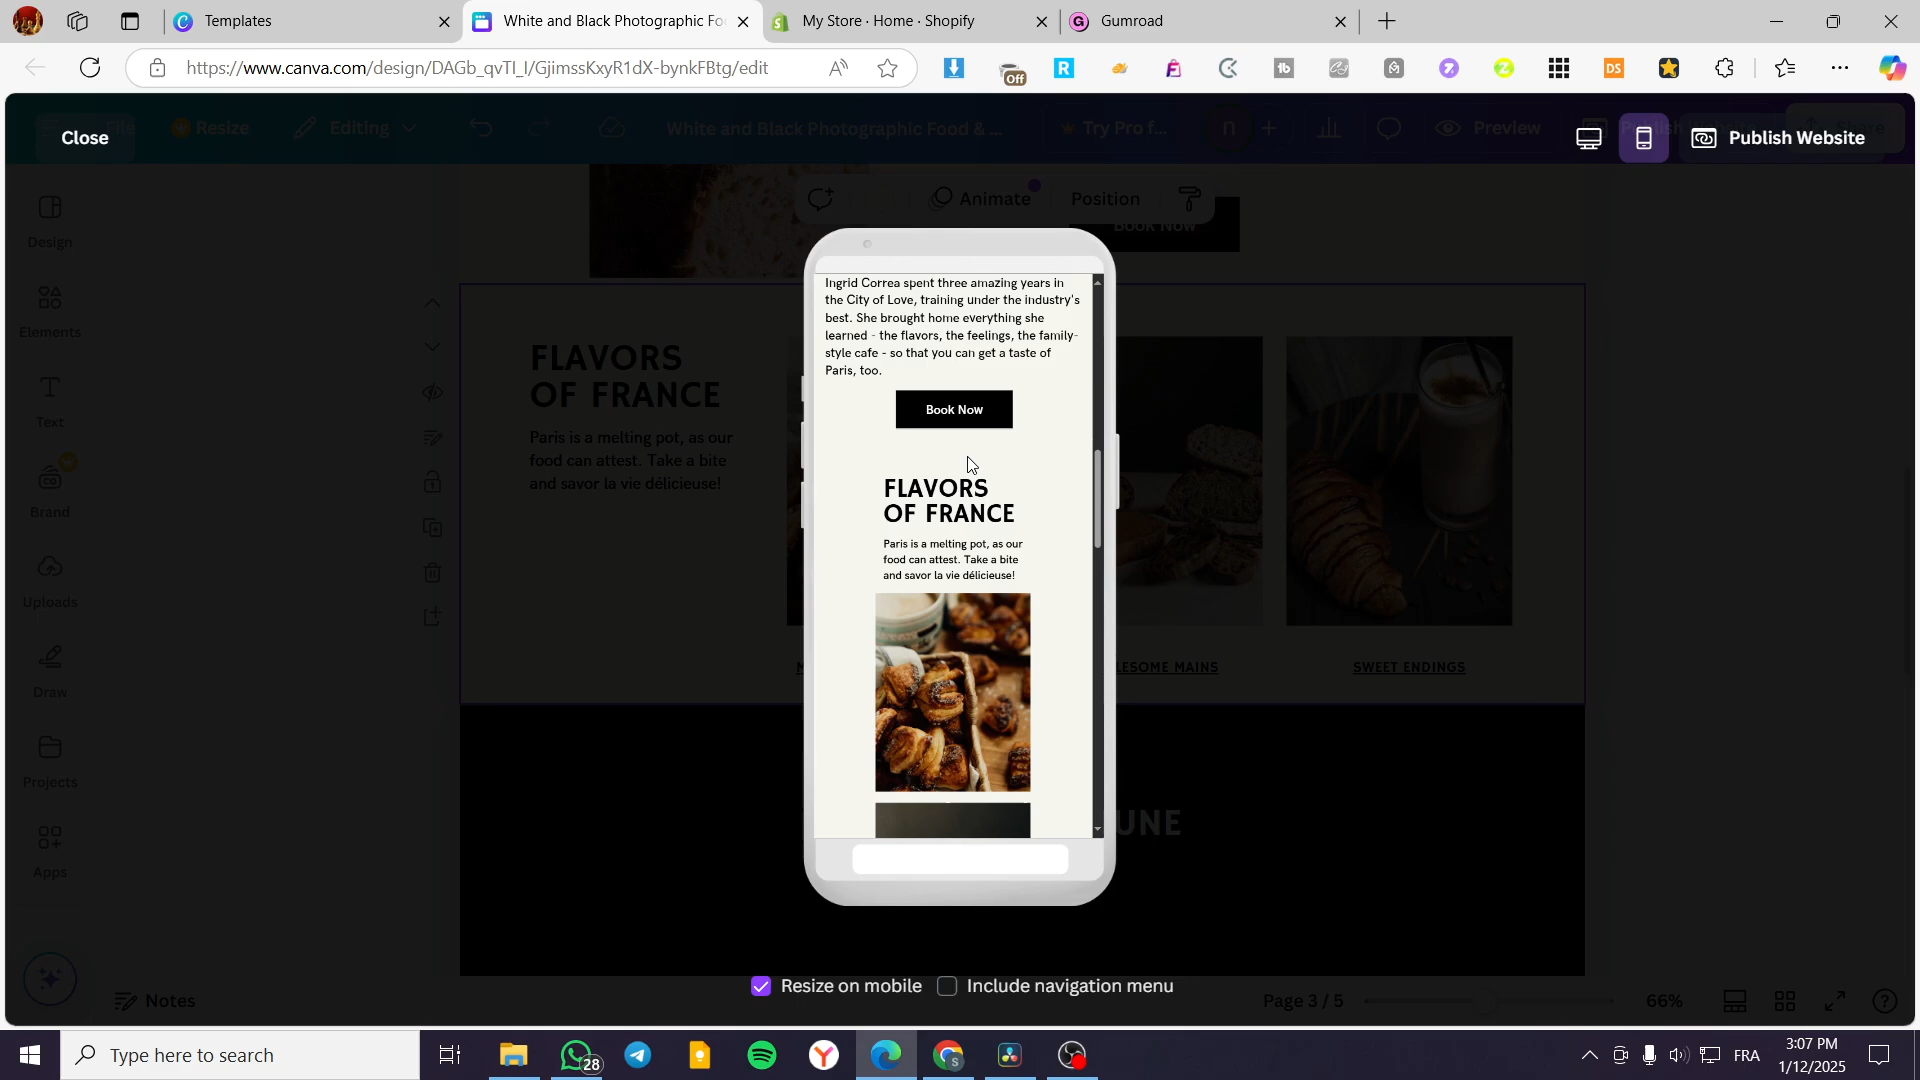 Templates
White and Black Photographic Fo
My Store · Home · Shopify
Gumroad
https://www.canva.com/design/DAGb_qvTI_I/GjimssKxyR1dX-bynkFBtg/edit
Off
DS
Close
Resize
Editing
White and Black Photographic Food & ...
Try Pro f...
Preview
Publish Website
Animate
Position
Book Now
Design
Elements
Text
Brand
Uploads
Draw
Projects
Apps
FLAVORS
OF FRANCE
Paris is a melting pot, as our
food can attest. Take a bite
and savor la vie délicieuse!
Ingrid Correa spent three amazing years in
the City of Love, training under the industry's
best. She brought home everything she
learned - the flavors, the feelings, the family-
style cafe - so that you can get a taste of
Paris, too.
Book Now
FLAVORS
OF FRANCE
Paris is a melting pot, as our
food can attest. Take a bite
and savor la vie délicieuse!
LESOME MAINS
SWEET ENDINGS
UNE
Resize on mobile
Include navigation menu
Notes
Page 3 / 5
66%
Type here to search
28
FRA
3:07 PM
1/12/2025